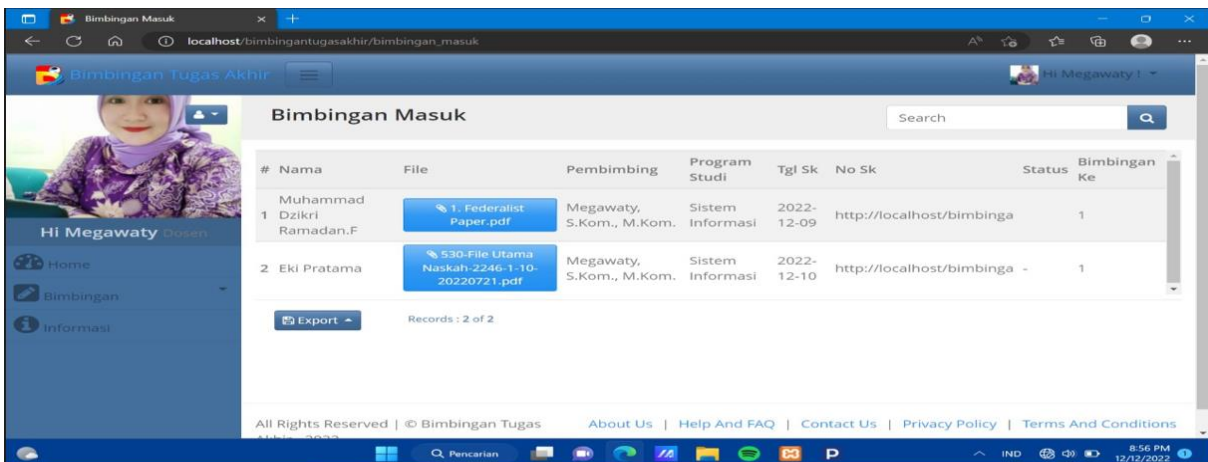 Bimbingan Masuk
localhost/bimbingantugasakhir/bimbingan_masuk
Bimbingan Tugas Akhir
Hi Megawaty !
Bimbingan Masuk
Search
# Nama File Pembimbing Program Studi Tgl Sk No Sk Status Bimbingan Ke
1 Muhammad Dzikri Ramadan.F 1. Federalist Paper.pdf Megawaty, S.Kom., M.Kom. Sistem Informasi 2022-12-09 http://localhost/bimbinga 1
2 Eki Pratama 530-File Utama Naskah-2246-1-10-20220721.pdf Megawaty, S.Kom., M.Kom. Sistem Informasi 2022-12-10 http://localhost/bimbinga - 1
Hi Megawaty Dosen
Home
Bimbingan
Informasi
Export
Records : 2 of 2
All Rights Reserved | © Bimbingan Tugas
About Us | Help And FAQ | Contact Us | Privacy Policy | Terms And Conditions
Pencarian
IND
8:56 PM
12/12/2022